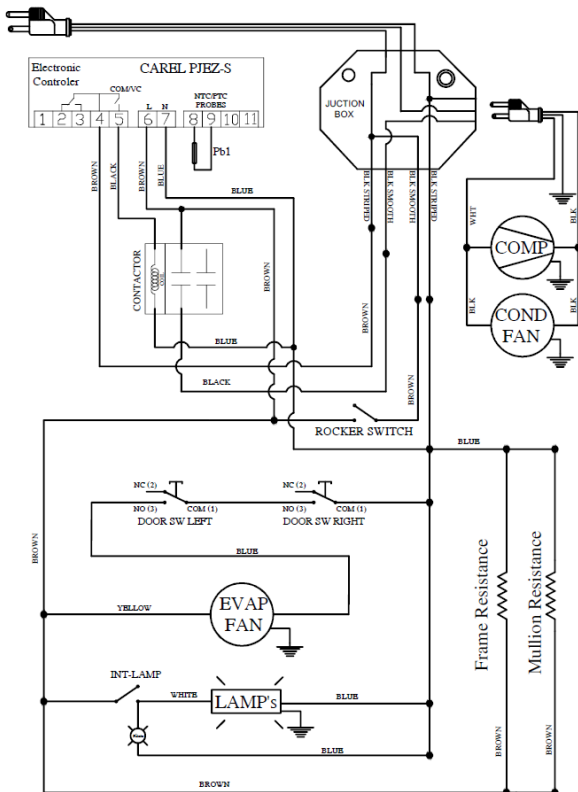 Electronic
Controler
CAREL PJEZ-S
COM/VC
L
N
NTC/PTC
PROBES
1 2 3 4 5 6 7 8 9 10 11
Pb1
JUCTION
BOX
BROWN
BLACK
BROWN
BLUE
BLUE
BLK STRIPED
BLK SMOOTH
BLK SMOOTH
BLK STRIPED
WHT
BLK
COMP
BLK
BLK
COND
FAN
CONTACTOR
COIL
BROWN
BROWN
BLUE
BLACK
BROWN
ROCKER SWITCH
BLUE
NC (2)
NO (3)
COM (1)
DOOR SW LEFT
NC (2)
NO (3)
COM (1)
DOOR SW RIGHT
BROWN
BLUE
YELLOW
EVAP
FAN
Frame Resistance
Mullion Resistance
INT-LAMP
WHITE
LAMP's
BLUE
BLUE
BROWN
BROWN
BROWN